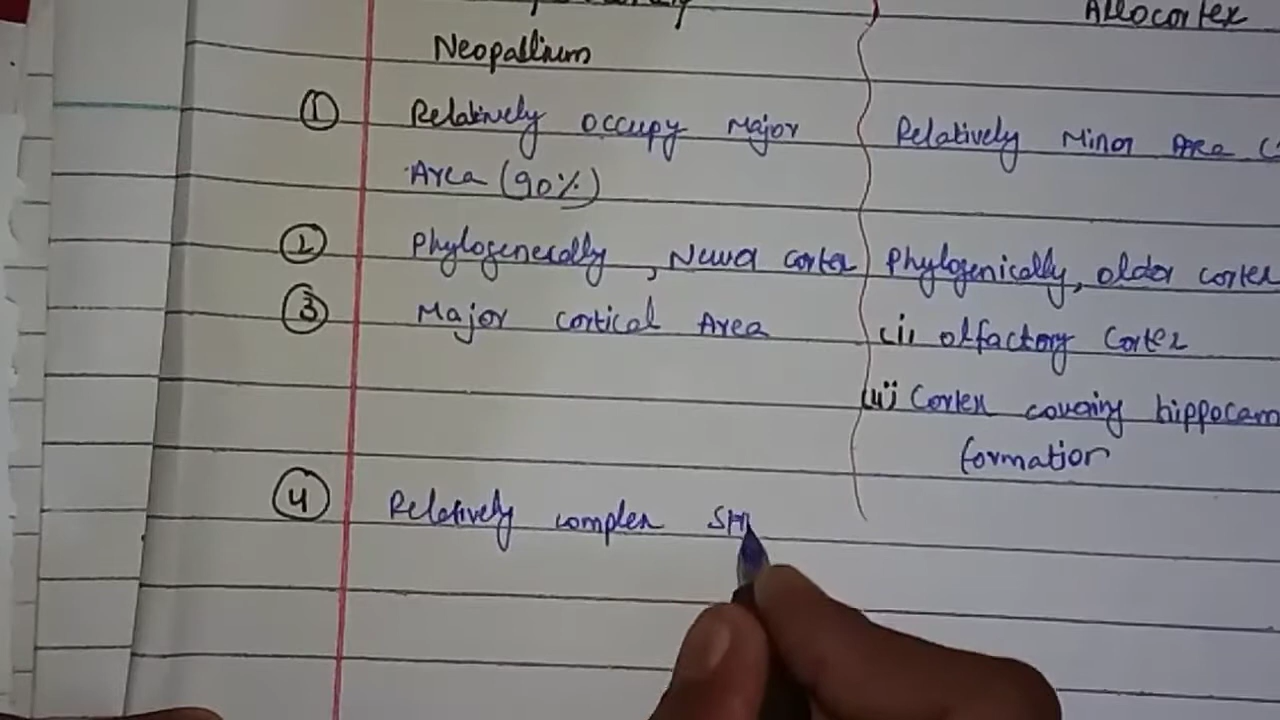 Allocortex
Neopallium
① Relatively occupy Major Relatively Minor Area (
Area (90%)
② Phylogenecally, Newer cortex Phylogenically, older cortex
③ Major cortical Area (i) olfactory Cortex
(ii) Cortex covering hippocam
formation
④ Relatively complex